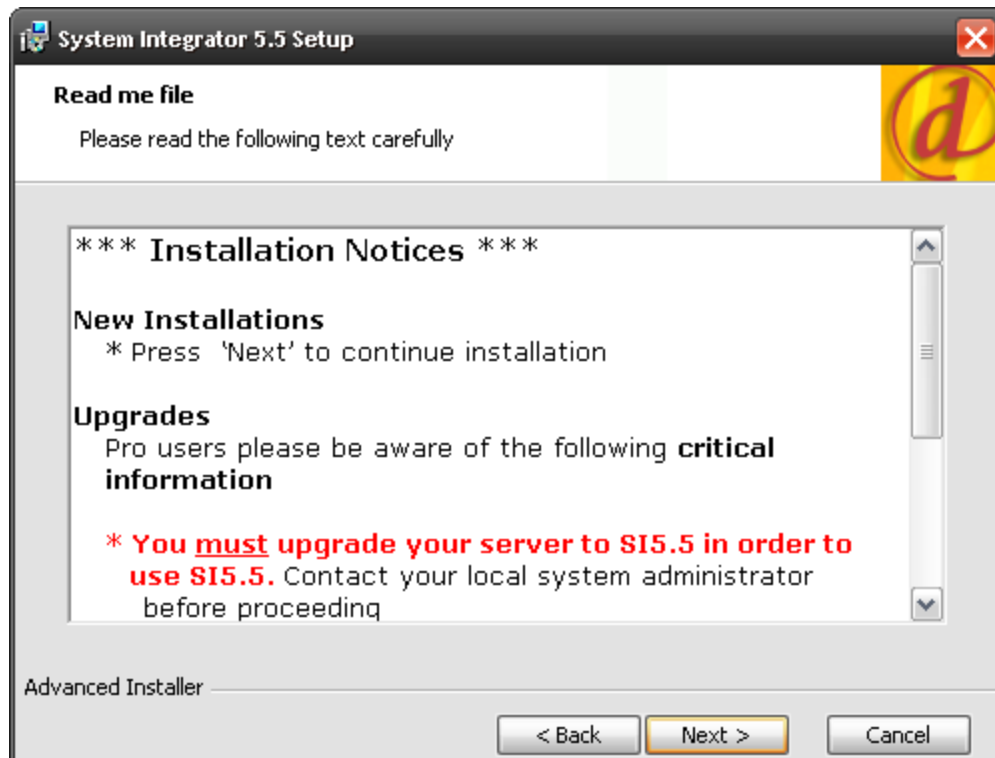 System Integrator 5.5 Setup
Read me file
Please read the following text carefully
*** Installation Notices ***
New Installations
* Press 'Next' to continue installation
Upgrades
Pro users please be aware of the following critical
information
* You must upgrade your server to SI5.5 in order to
use SI5.5. Contact your local system administrator
before proceeding
Advanced Installer
< Back
Next >
Cancel